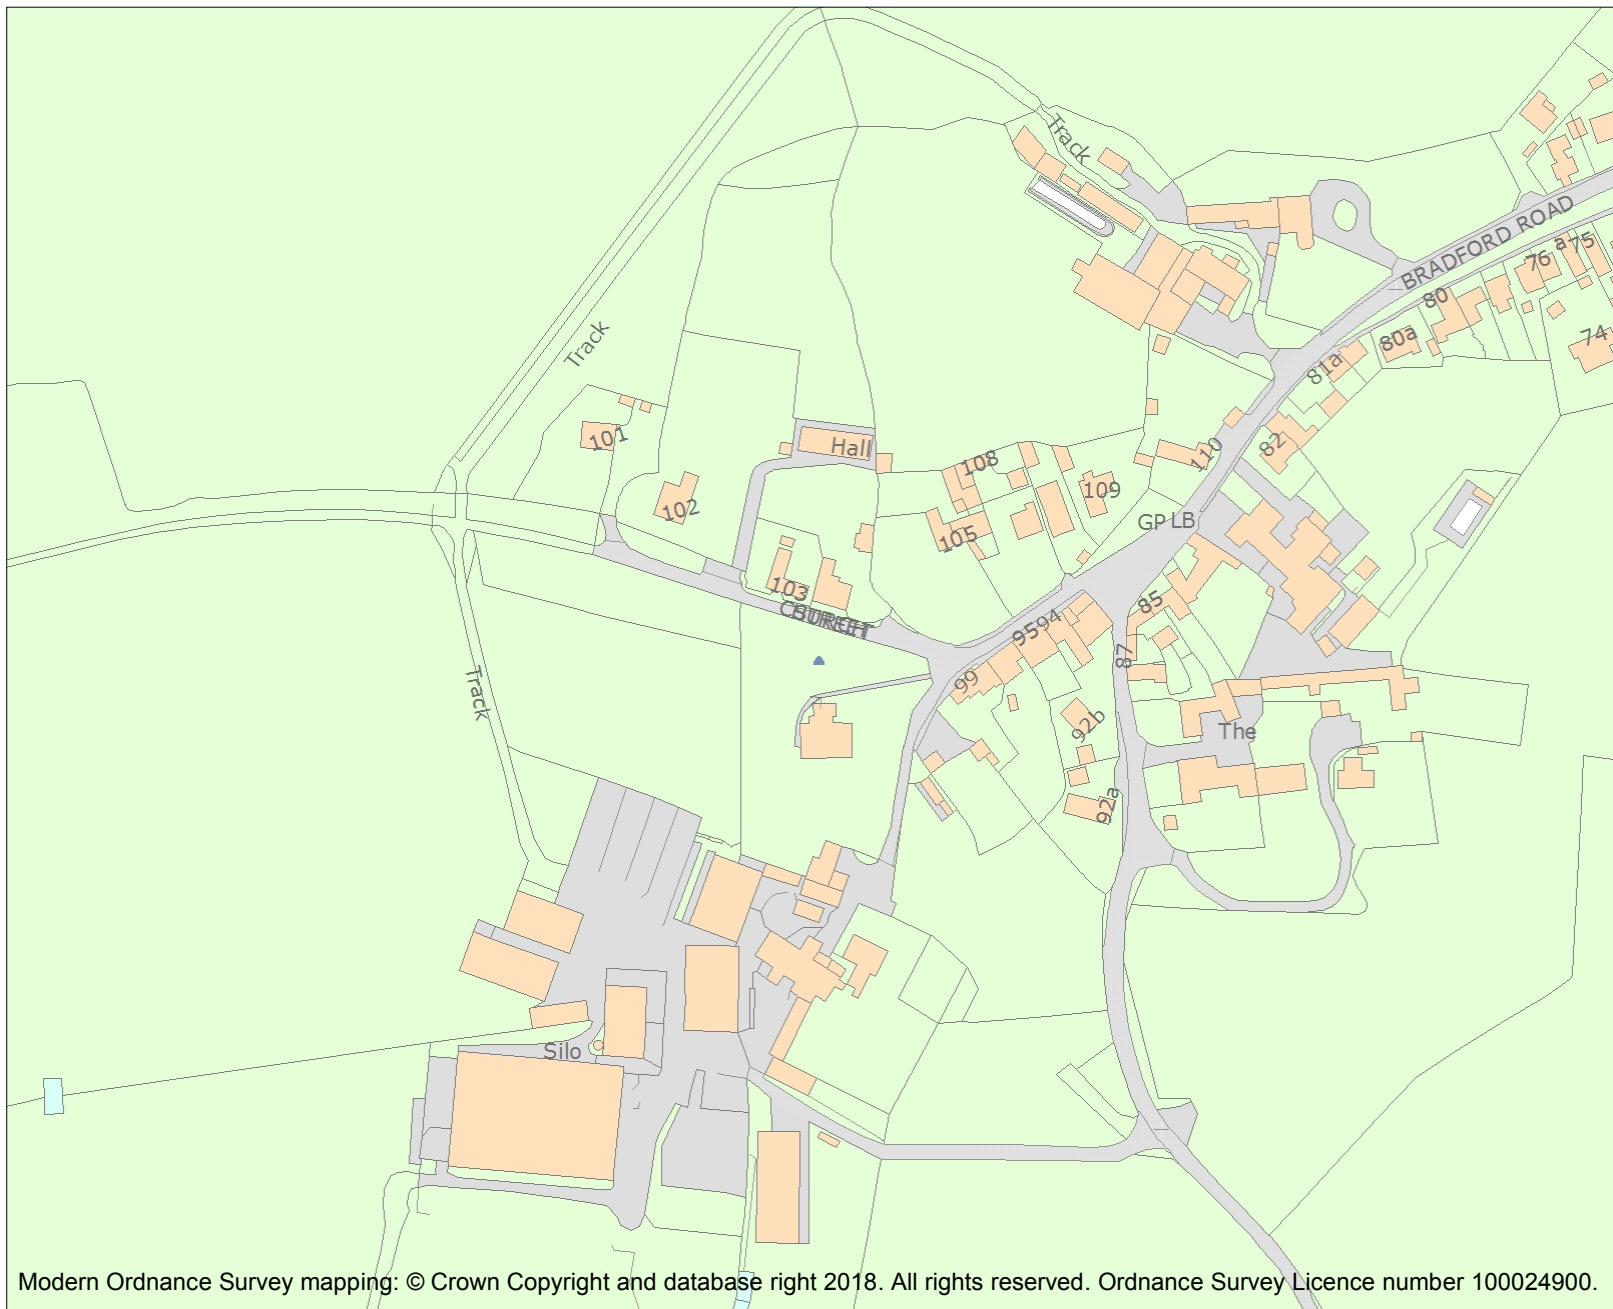 Track
BRADFORD ROAD
a
75
76
80
74
80a
81a
Track
101
Hall
108
110
82
102
109
GP LB
105
103
85
95
94
87
99
Track
92b
The
92a
Silo
Modern Ordnance Survey mapping: © Crown Copyright and database right 2018. All rights reserved. Ordnance Survey Licence number 100024900.